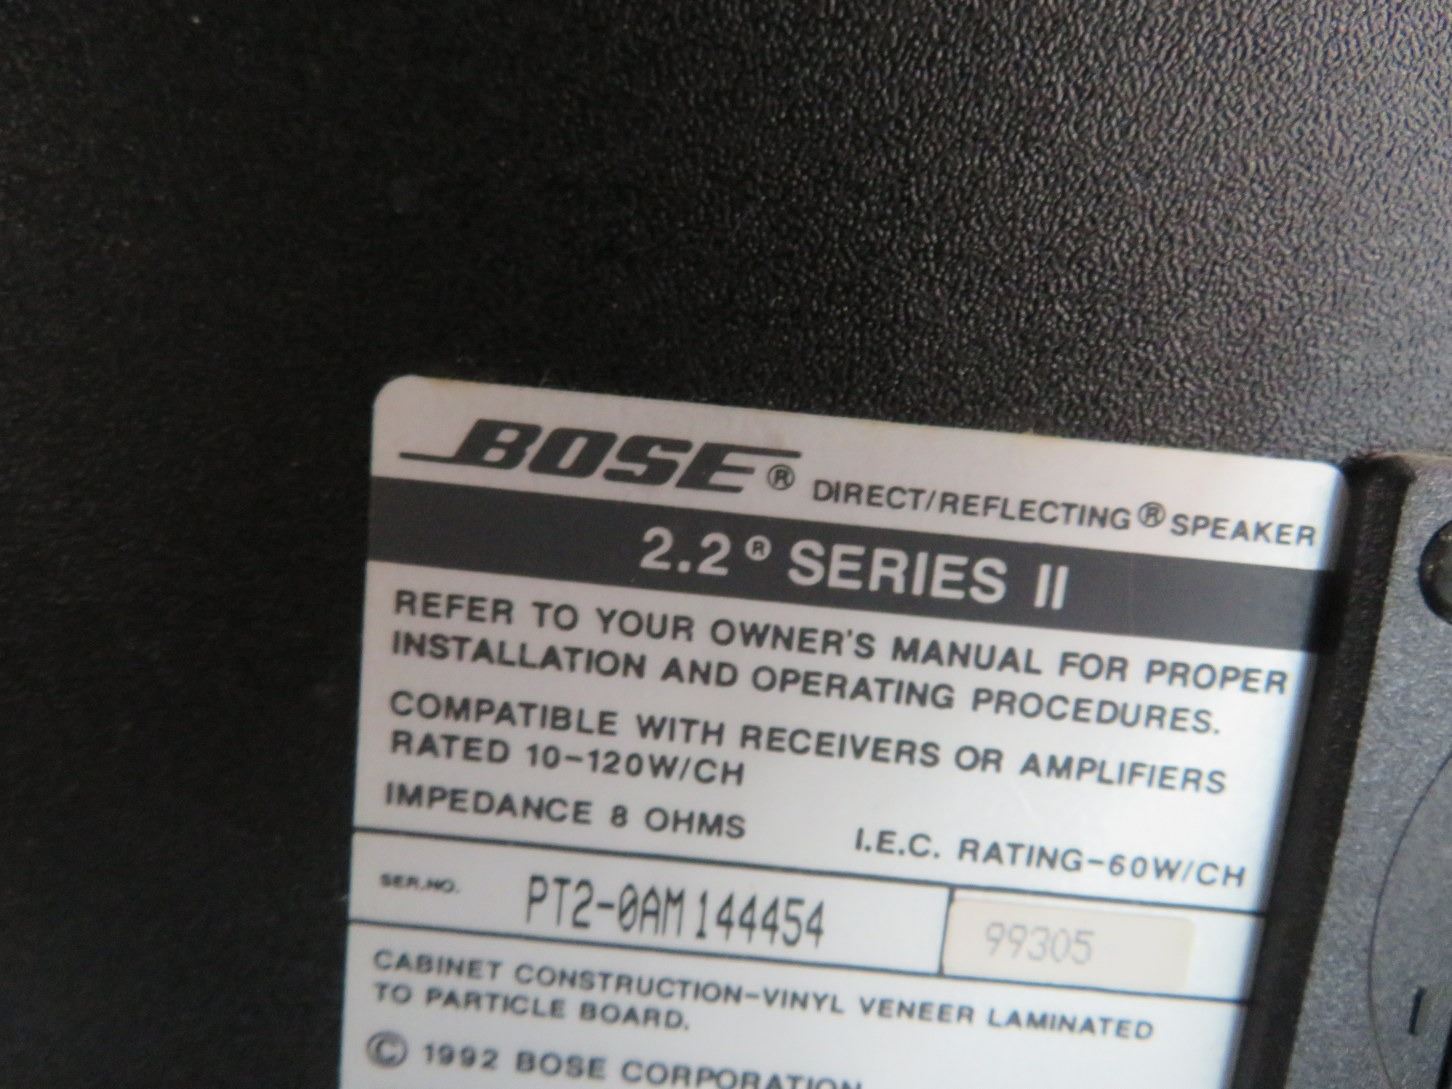 BOSE® DIRECT/REFLECTING® SPEAKER
2.2® SERIES II
REFER TO YOUR OWNER'S MANUAL FOR PROPER
INSTALLATION AND OPERATING PROCEDURES.
COMPATIBLE WITH RECEIVERS OR AMPLIFIERS
RATED 10-120W/CH
IMPEDANCE 8 OHMS I.E.C. RATING-60W/CH
SER.NO. PT2-0AM144454 99305
CABINET CONSTRUCTION-VINYL VENEER LAMINATED
TO PARTICLE BOARD.
© 1992 BOSE CORPORATION